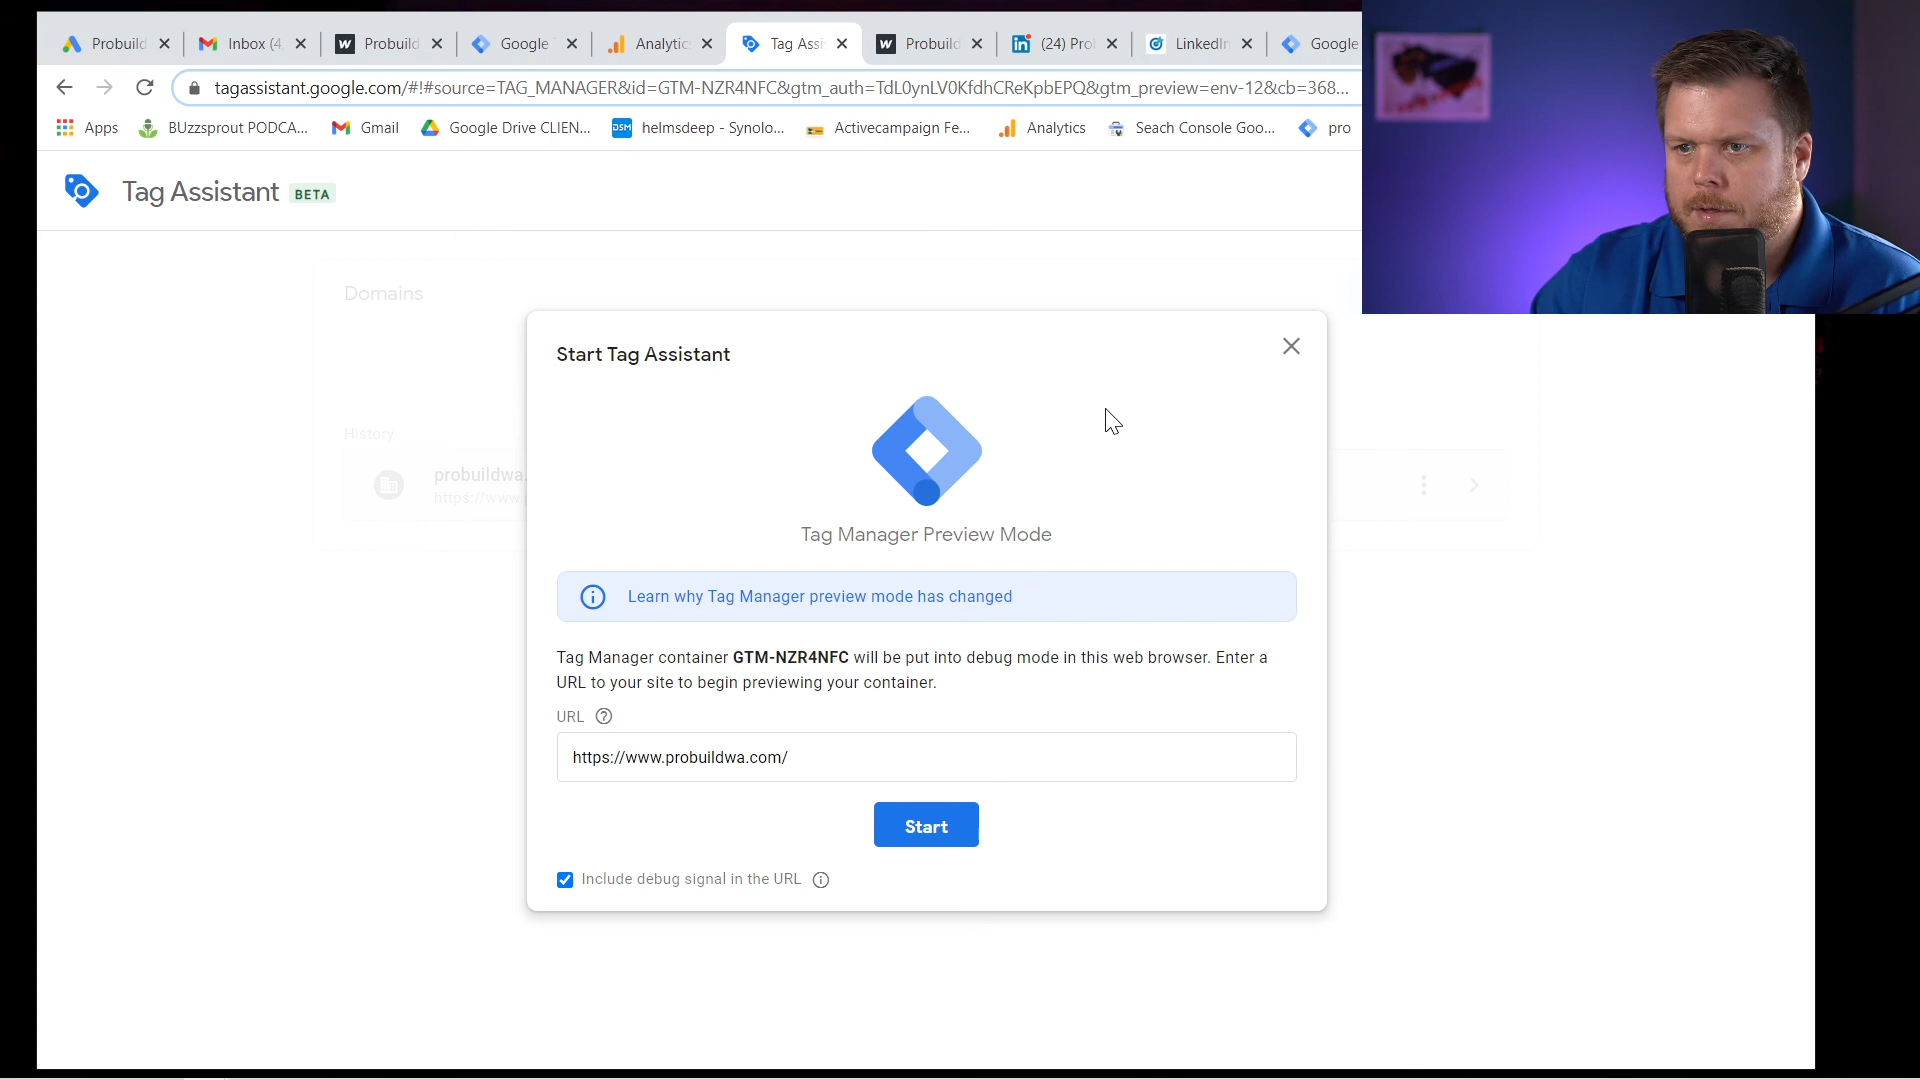 Probuild
Inbox (4
Probuild
Google
Analytic
Tag Assi
Probuild
(24) Pro
LinkedIn
Google
tagassistant.google.com/#!#source=TAG_MANAGER&id=GTM-NZR4NFC&gtm_auth=TdL0ynLV0KfdhCReKpbEPQ&gtm_preview=env-12&cb=368...
Apps
BUzzsprout PODCA...
Gmail
Google Drive CLIEN...
DSM
helmsdeep - Synolo...
Activecampaign Fe...
Analytics
Seach Console Goo...
pro
Tag Assistant BETA
Domains
Start Tag Assistant
History
probuildwa.
https://www.
Tag Manager Preview Mode
Learn why Tag Manager preview mode has changed
Tag Manager container GTM-NZR4NFC will be put into debug mode in this web browser. Enter a
URL to your site to begin previewing your container.
URL
https://www.probuildwa.com/
Start
Include debug signal in the URL